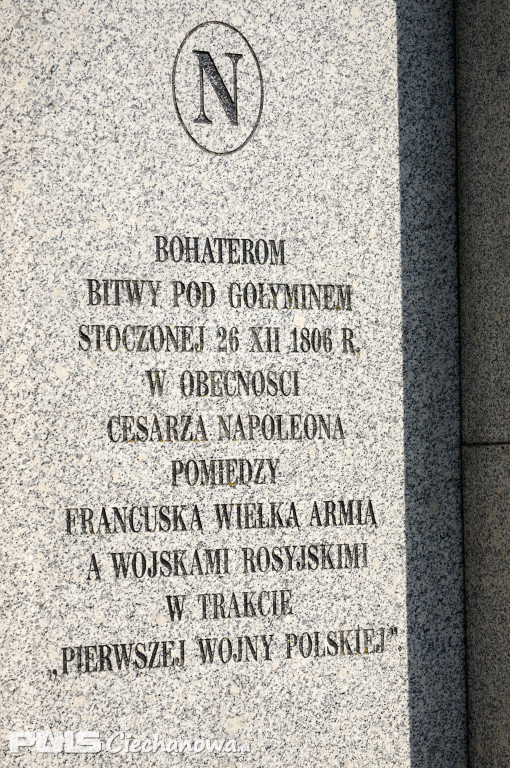 N
BOHATEROM
BITWY POD GOŁYMINEM
STOCZONEJ 26 XII 1806 R.
W OBECNOŚCI
CESARZA NAPOLEONA
POMIĘDZY
FRANCUSKĄ WIELKĄ ARMIĄ
A WOJSKAMI ROSYJSKIMI
W TRAKCIE
„PIERWSZEJ WOJNY POLSKIEJ”.
PULS Ciechanowa.pl